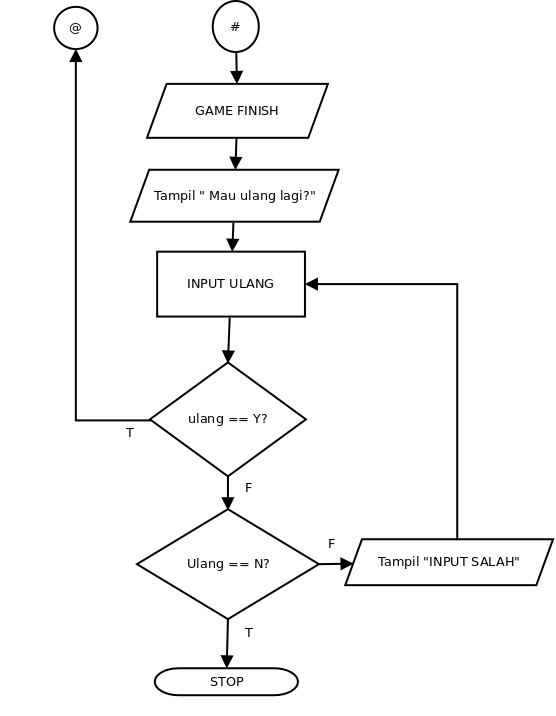 @
#
GAME FINISH
Tampil " Mau ulang lagi?"
INPUT ULANG
ulang == Y?
T
F
Ulang == N?
F
Tampil "INPUT SALAH"
T
STOP